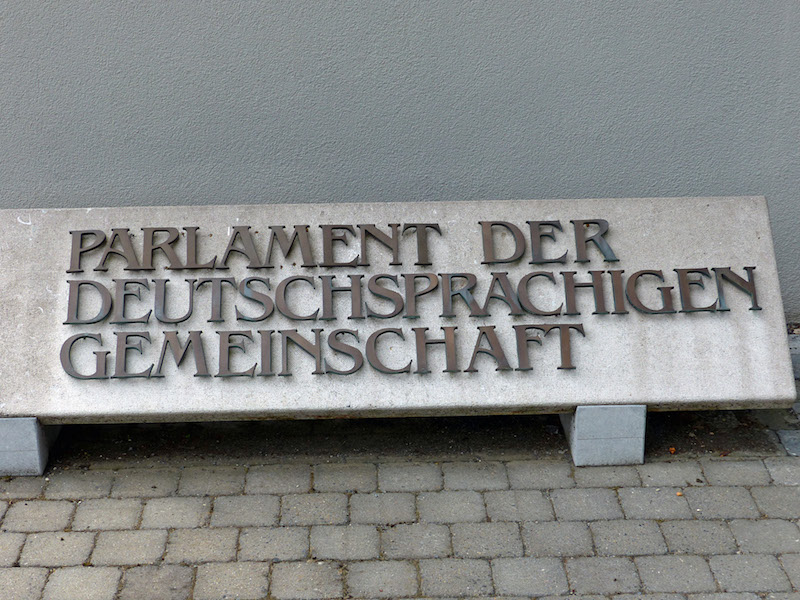 PARLAMENT DER
DEUTSCHSPRACHIGEN
GEMEINSCHAFT